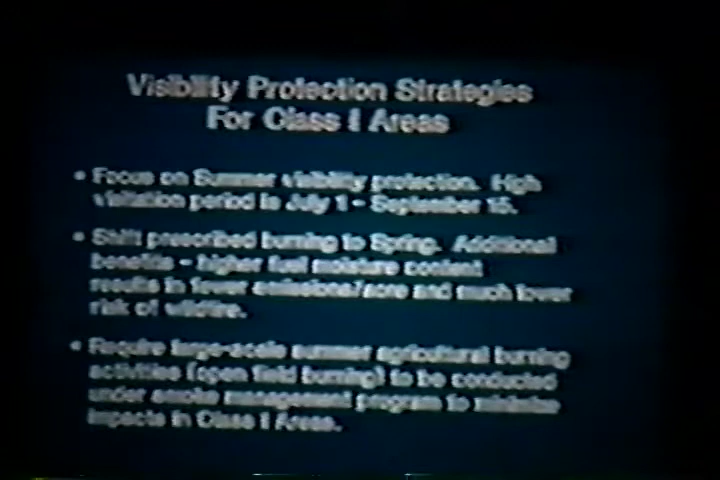 Visibility Protection Strategies
For Class I Areas
• Focus on Summer visibility protection. High
visitation period is July 1 - September 15.
• Shift prescribed burning to Spring. Additional
benefits - higher fuel moisture content
results in fewer emissions/acre and much lower
risk of wildfire.
• Require large-scale summer agricultural burning
activities (open field burning) to be conducted
under smoke management program to minimize
impacts in Class I Areas.